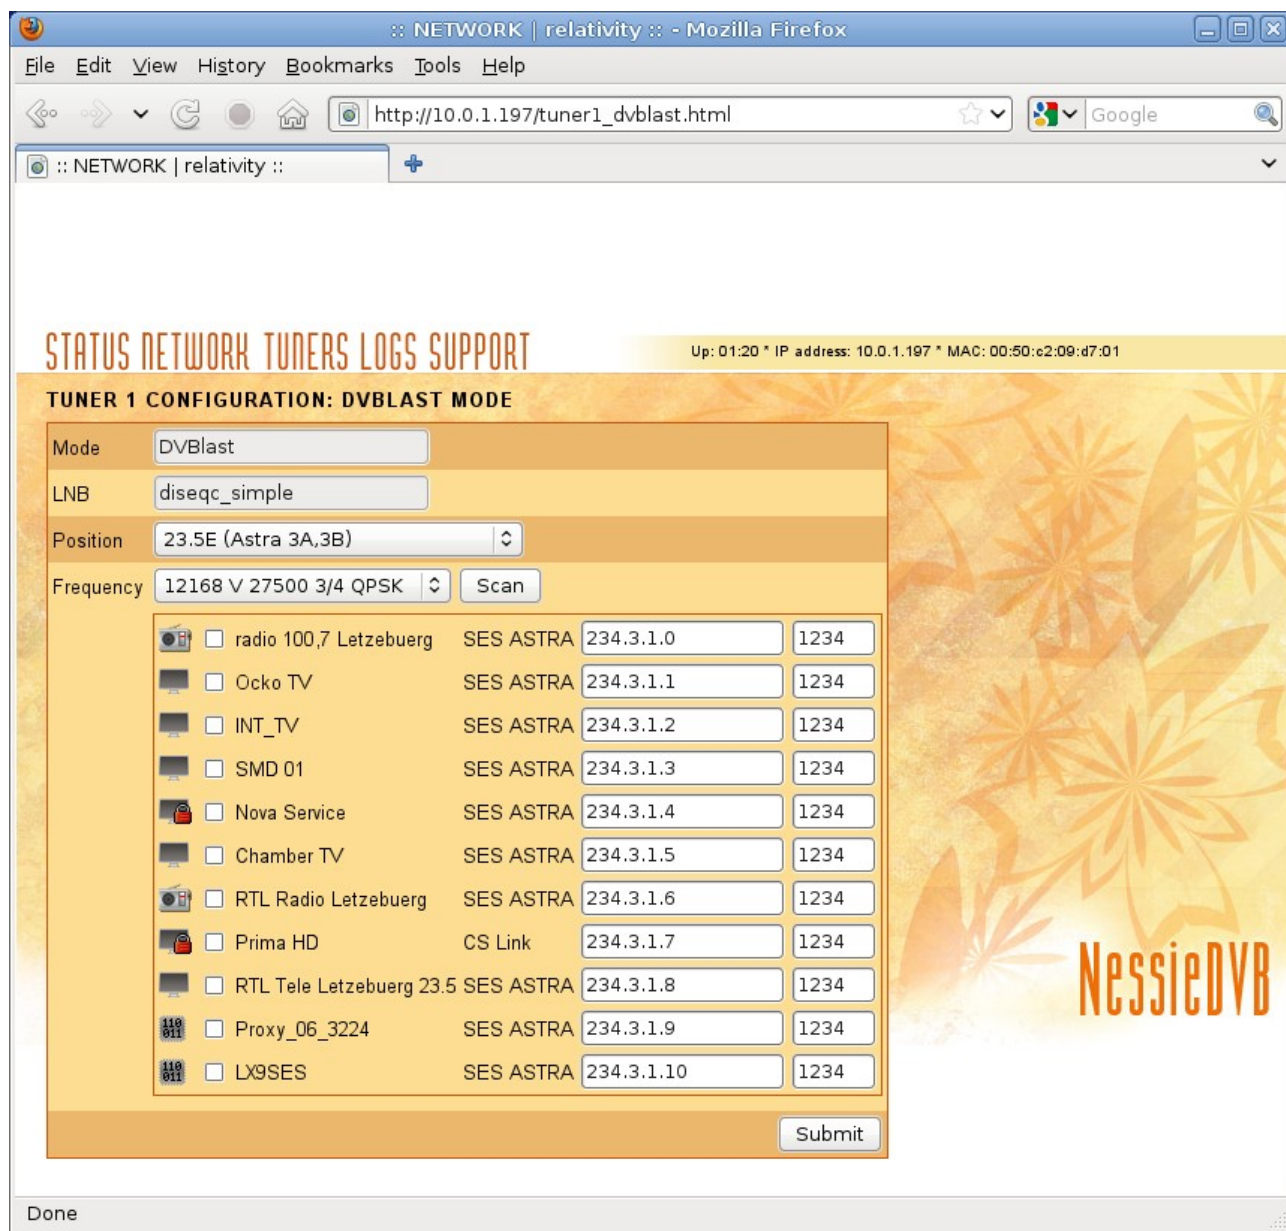 :: NETWORK | relativity :: - Mozilla Firefox
File Edit View History Bookmarks Tools Help
http://10.0.1.197/tuner1_dvblast.html Google
:: NETWORK | relativity ::
STATUS NETWORK TUNERS LOGS SUPPORT Up: 01:20 * IP address: 10.0.1.197 * MAC: 00:50:c2:09:d7:01
TUNER 1 CONFIGURATION: DVBLAST MODE
Mode DVBlast
LNB diseqc_simple
Position 23.5E (Astra 3A,3B)
Frequency 12168 V 27500 3/4 QPSK Scan
radio 100,7 Letzebuerg SES ASTRA 234.3.1.0 1234
Ocko TV SES ASTRA 234.3.1.1 1234
INT_TV SES ASTRA 234.3.1.2 1234
SMD 01 SES ASTRA 234.3.1.3 1234
Nova Service SES ASTRA 234.3.1.4 1234
Chamber TV SES ASTRA 234.3.1.5 1234
RTL Radio Letzebuerg SES ASTRA 234.3.1.6 1234
Prima HD CS Link 234.3.1.7 1234
RTL Tele Letzebuerg 23.5 SES ASTRA 234.3.1.8 1234
110 011 Proxy_06_3224 SES ASTRA 234.3.1.9 1234
110 011 LX9SES SES ASTRA 234.3.1.10 1234
NessieDVB
Submit
Done